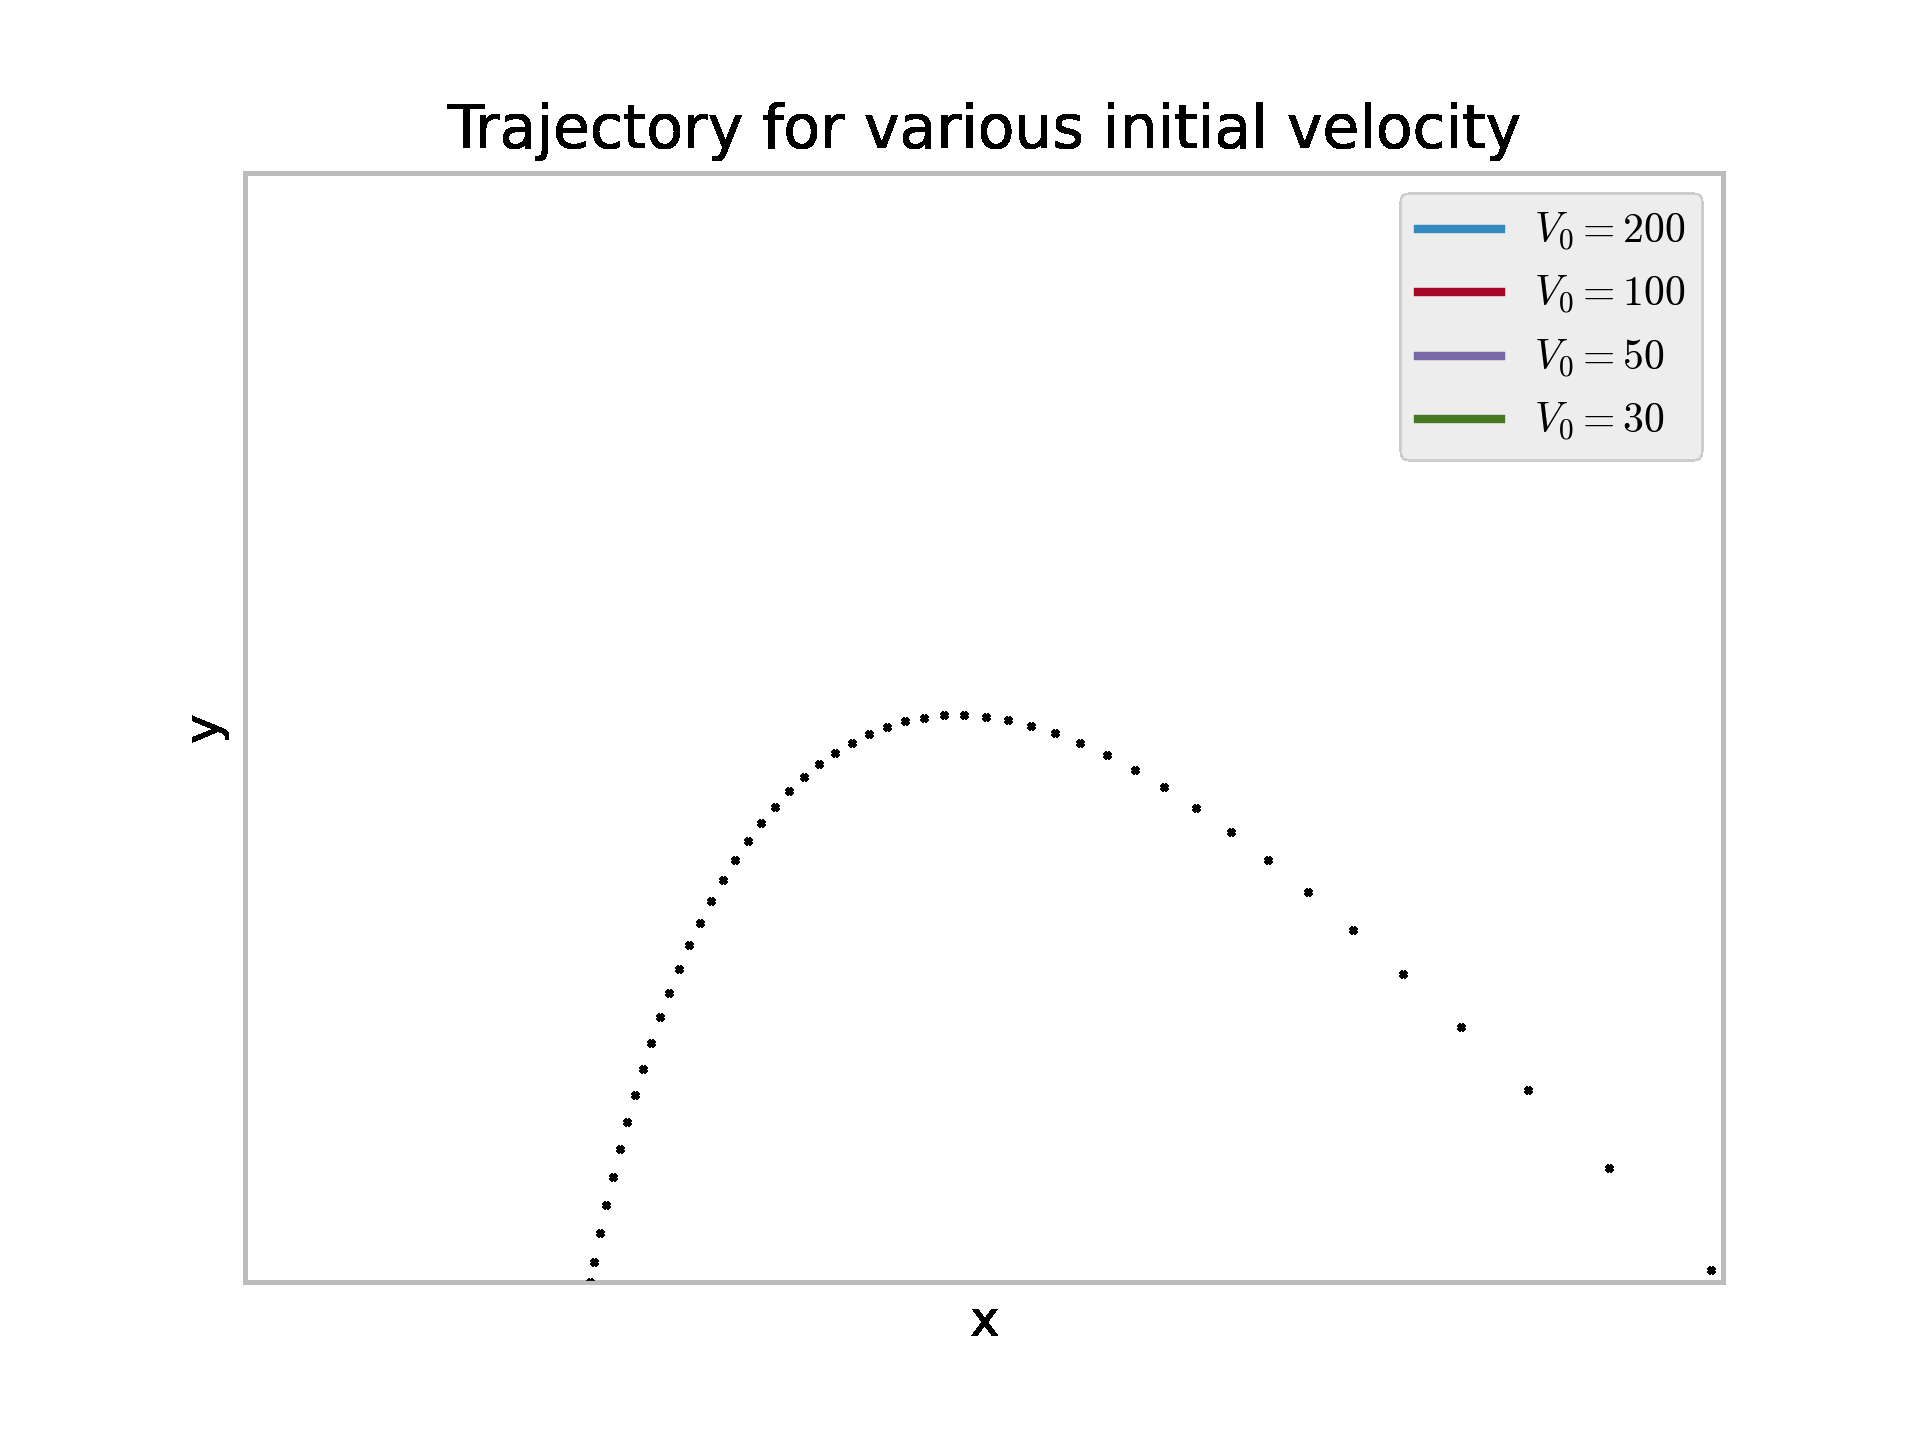 Trajectory for various initial velocity
V₀ = 200
V₀ = 100
V₀ = 50
V₀ = 30
y
x